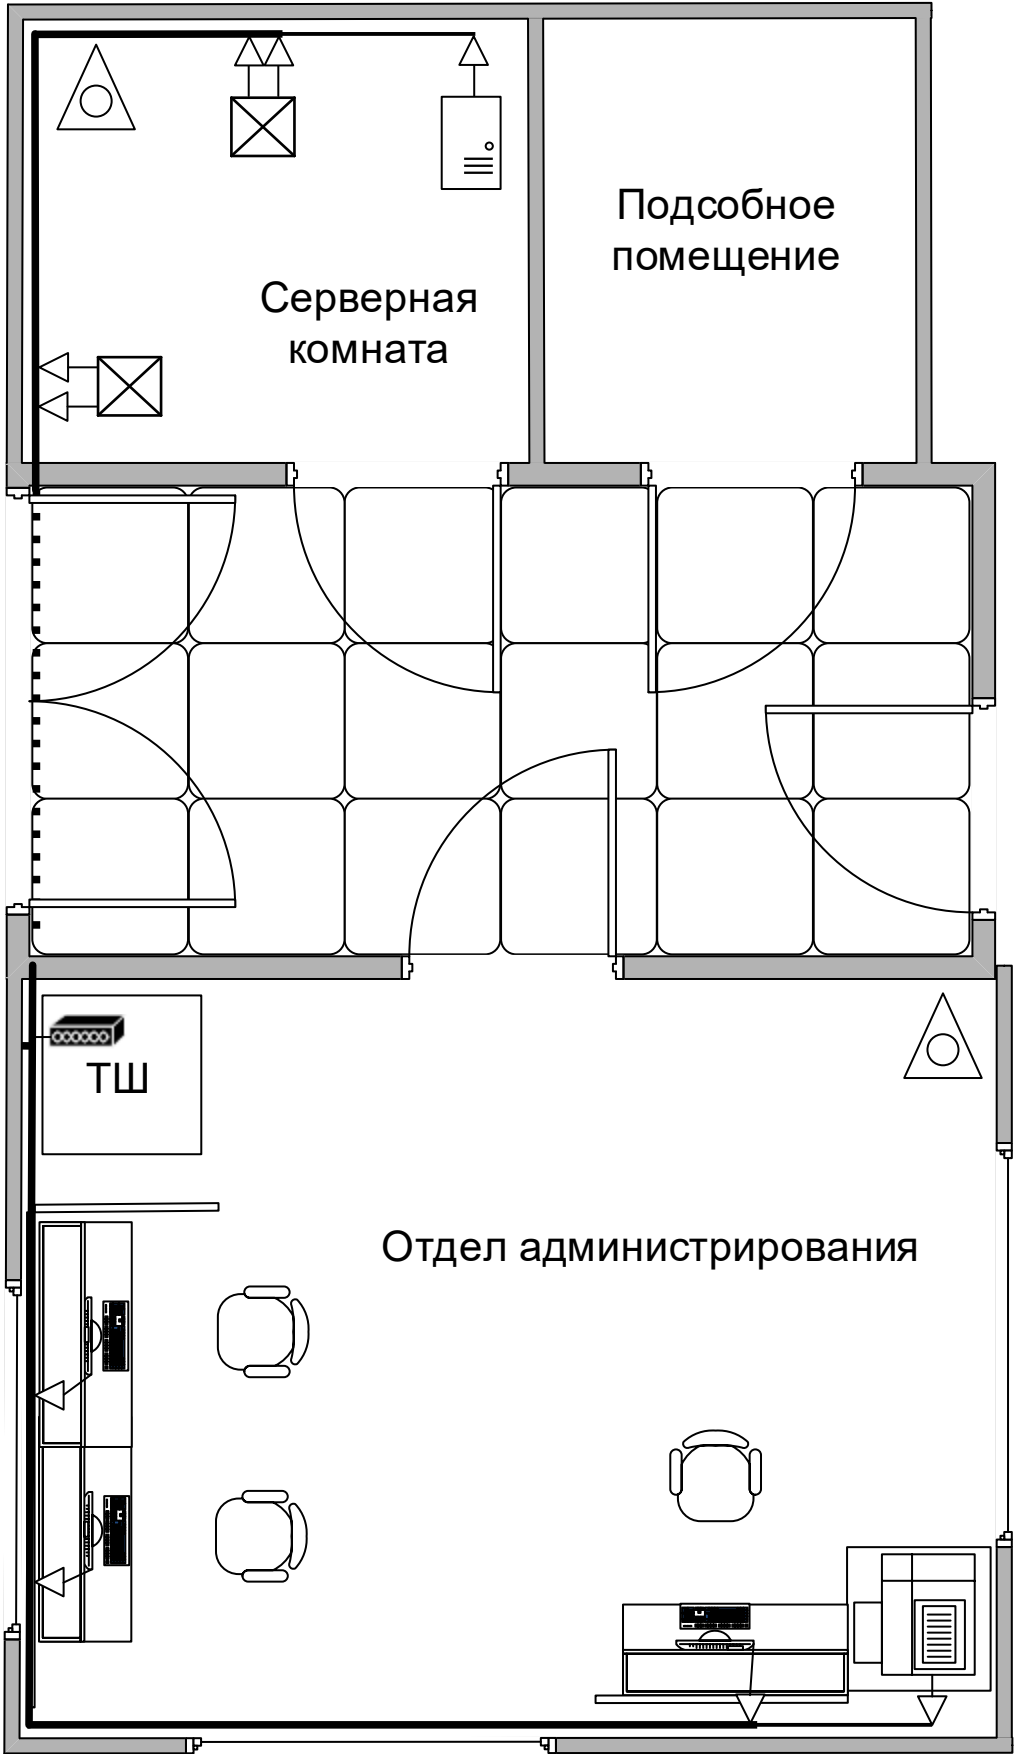 Подсобное
помещение
Серверная
комната
ТШ
Отдел администрирования